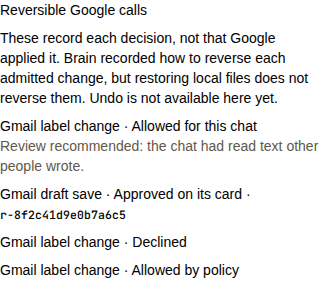 Reversible Google calls
These record each decision, not that Google
applied it. Brain recorded how to reverse each
admitted change, but restoring local files does not
reverse them. Undo is not available here yet.
Gmail label change · Allowed for this chat
Review recommended: the chat had read text other
people wrote.
Gmail draft save · Approved on its card ·
r-8f2c41d9e0b7a6c5
Gmail label change · Declined
Gmail label change · Allowed by policy